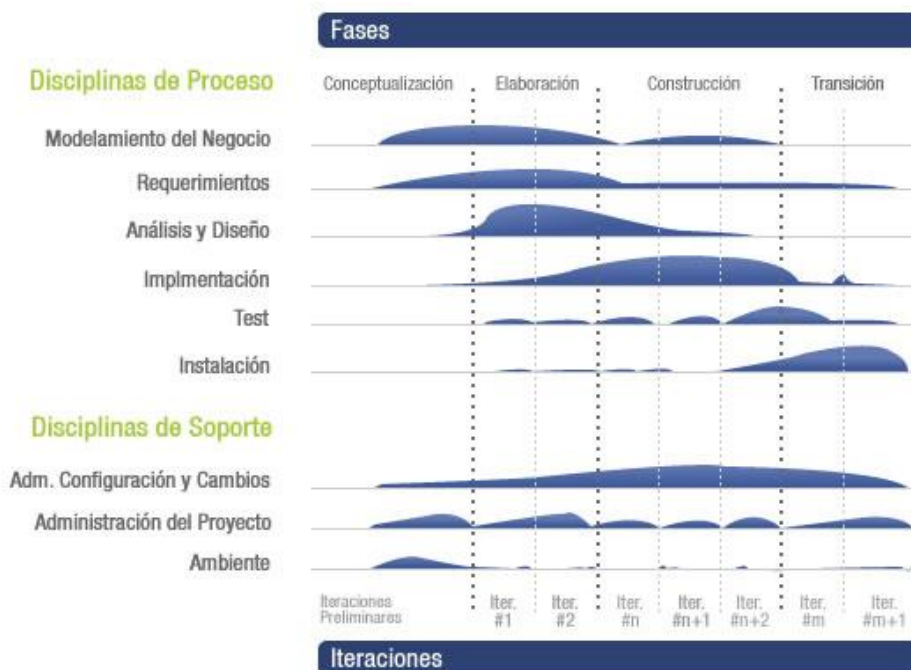 Fases
Disciplinas de Proceso
Conceptualización
Elaboración
Construcción
Transición
Modelamiento del Negocio
Requerimientos
Análisis y Diseño
Implmentación
Test
Instalación
Disciplinas de Soporte
Adm. Configuración y Cambios
Administración del Proyecto
Ambiente
Iteraciones
Preliminares
Iter.
#1
Iter.
#2
Iter.
#n
Iter.
#n+1
Iter.
#n+2
Iter.
#m
Iter.
#m+1
Iteraciones